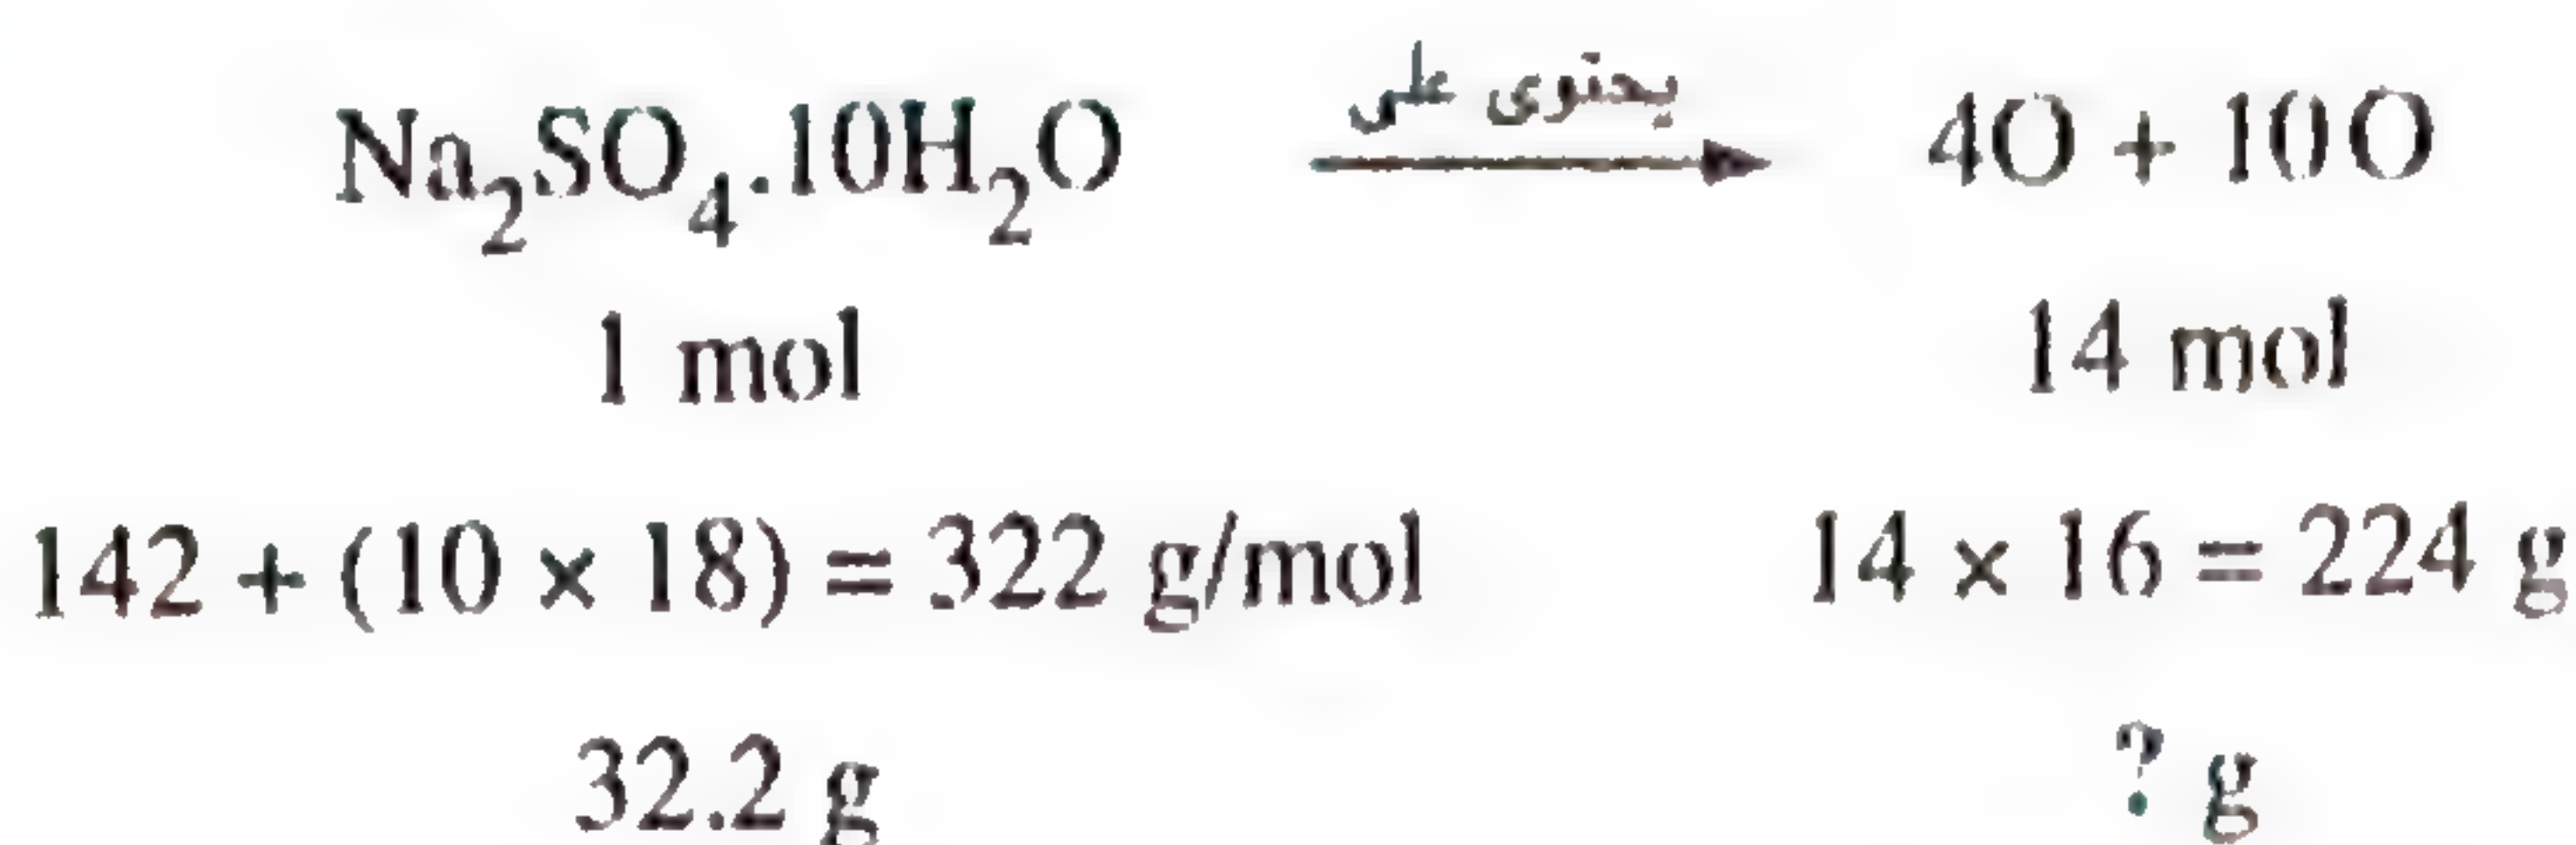 Na₂SO₄.10H₂O يحتوى على 4O + 10O
1 mol 14 mol
142 + (10 × 18) = 322 g/mol 14 × 16 = 224 g
32.2 g ? g